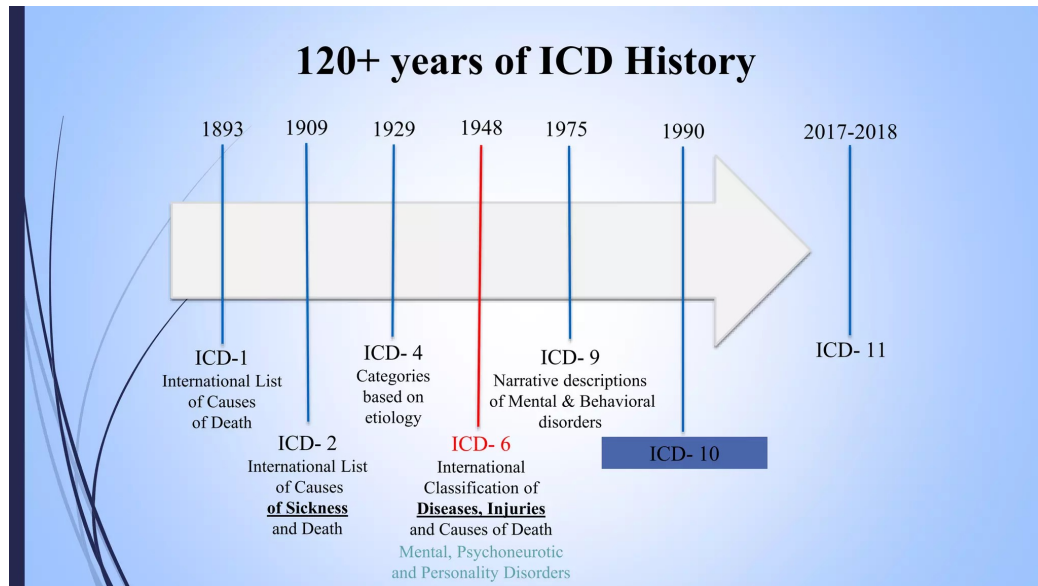 120+ years of ICD History
1893
1909
1929
1948
1975
1990
2017-2018
ICD-1
International List
of Causes
of Death
ICD- 2
International List
of Causes
of Sickness
and Death
ICD- 4
Categories
based on
etiology
ICD- 6
International
Classification of
Diseases, Injuries
and Causes of Death
Mental, Psychoneurotic
and Personality Disorders
ICD- 9
Narrative descriptions
of Mental & Behavioral
disorders
ICD- 10
ICD- 11